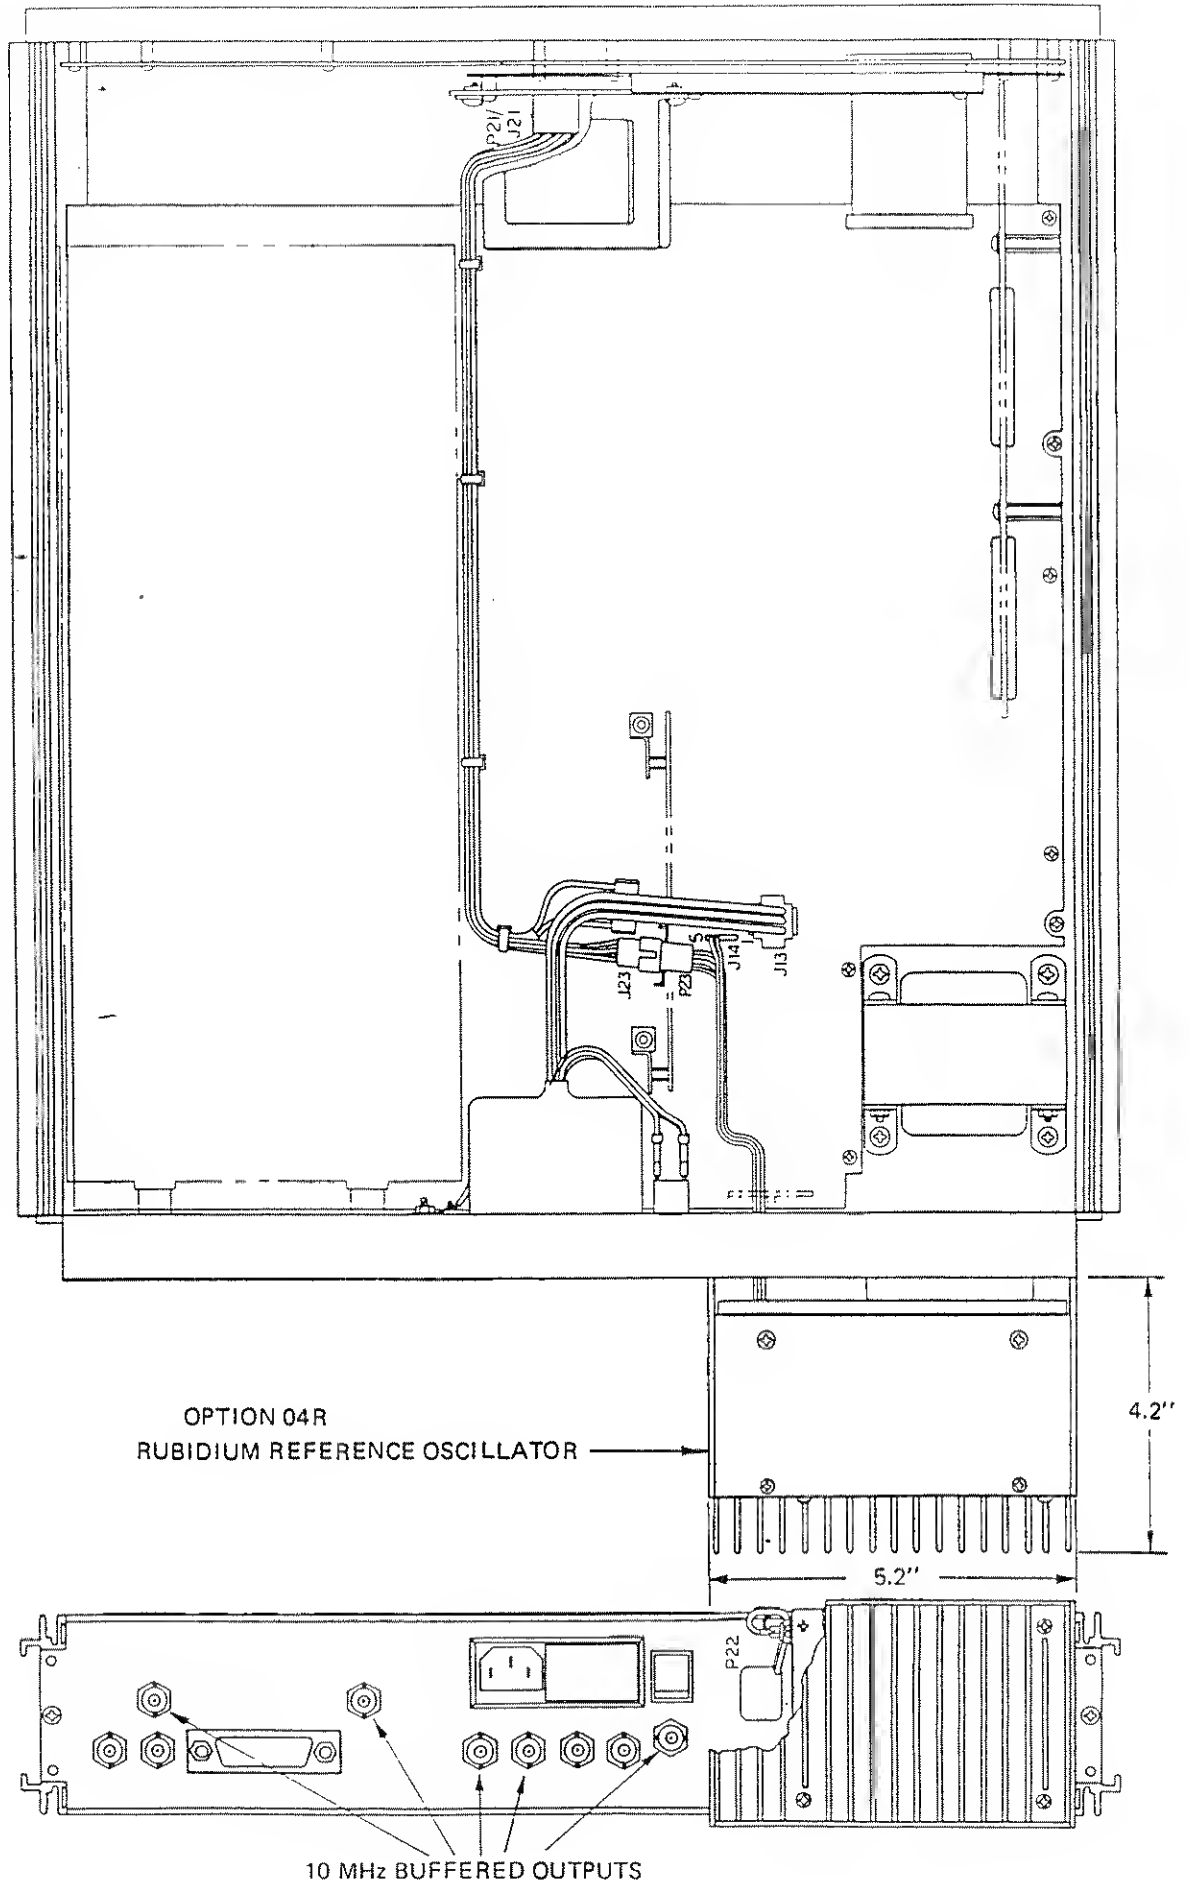 P21/
J21
5
J14
1
J13
J23
P23
OPTION 04R
RUBIDIUM REFERENCE OSCILLATOR
4.2"
5.2"
P22
10 MHz BUFFERED OUTPUTS